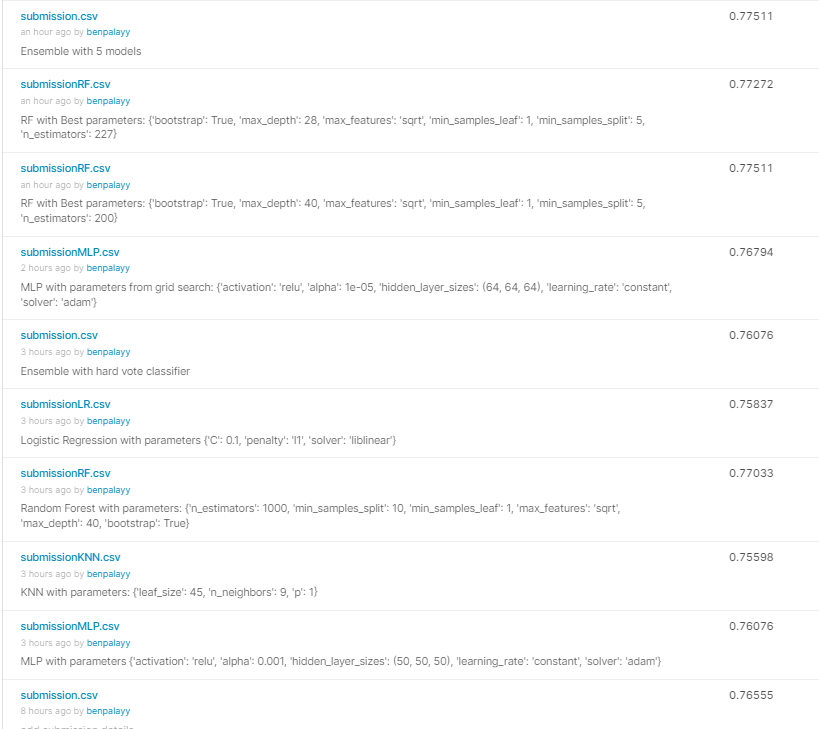 submission.csv 0.77511
an hour ago by benpalayy
Ensemble with 5 models
submissionRF.csv 0.77272
an hour ago by benpalayy
RF with Best parameters: {'bootstrap': True, 'max_depth': 28, 'max_features': 'sqrt', 'min_samples_leaf': 1, 'min_samples_split': 5,
'n_estimators': 227}
submissionRF.csv 0.77511
an hour ago by benpalayy
RF with Best parameters: {'bootstrap': True, 'max_depth': 40, 'max_features': 'sqrt', 'min_samples_leaf': 1, 'min_samples_split': 5,
'n_estimators': 200}
submissionMLP.csv 0.76794
2 hours ago by benpalayy
MLP with parameters from grid search: {'activation': 'relu', 'alpha': 1e-05, 'hidden_layer_sizes': (64, 64, 64), 'learning_rate': 'constant',
'solver': 'adam'}
submission.csv 0.76076
3 hours ago by benpalayy
Ensemble with hard vote classifier
submissionLR.csv 0.75837
3 hours ago by benpalayy
Logistic Regression with parameters {'C': 0.1, 'penalty': 'l1', 'solver': 'liblinear'}
submissionRF.csv 0.77033
3 hours ago by benpalayy
Random Forest with parameters: {'n_estimators': 1000, 'min_samples_split': 10, 'min_samples_leaf': 1, 'max_features': 'sqrt',
'max_depth': 40, 'bootstrap': True}
submissionKNN.csv 0.75598
3 hours ago by benpalayy
KNN with parameters: {'leaf_size': 45, 'n_neighbors': 9, 'p': 1}
submissionMLP.csv 0.76076
3 hours ago by benpalayy
MLP with parameters {'activation': 'relu', 'alpha': 0.001, 'hidden_layer_sizes': (50, 50, 50), 'learning_rate': 'constant', 'solver': 'adam'}
submission.csv 0.76555
8 hours ago by benpalayy
add submission details